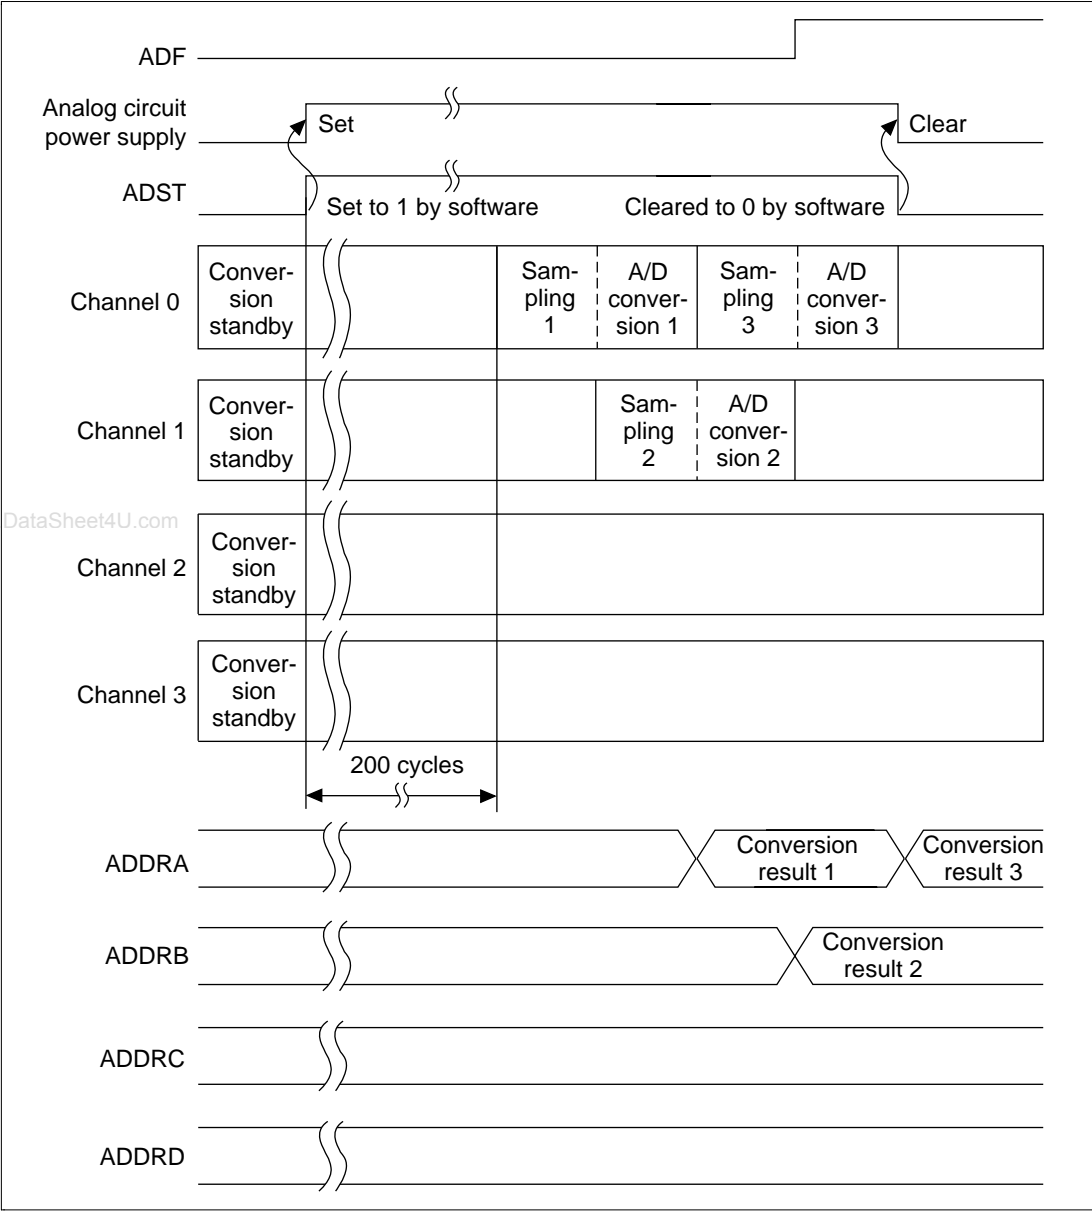 ADF
Analog circuit
power supply
Set
Clear
ADST
Set to 1 by software
Cleared to 0 by software
Channel 0
Conver-
sion
standby
Sam-
pling
1
A/D
conver-
sion 1
Sam-
pling
3
A/D
conver-
sion 3
Channel 1
Conver-
sion
standby
Sam-
pling
2
A/D
conver-
sion 2
DataSheet4U.com
Channel 2
Conver-
sion
standby
Channel 3
Conver-
sion
standby
200 cycles
ADDRA
Conversion
result 1
Conversion
result 3
ADDRB
Conversion
result 2
ADDRC
ADDRD